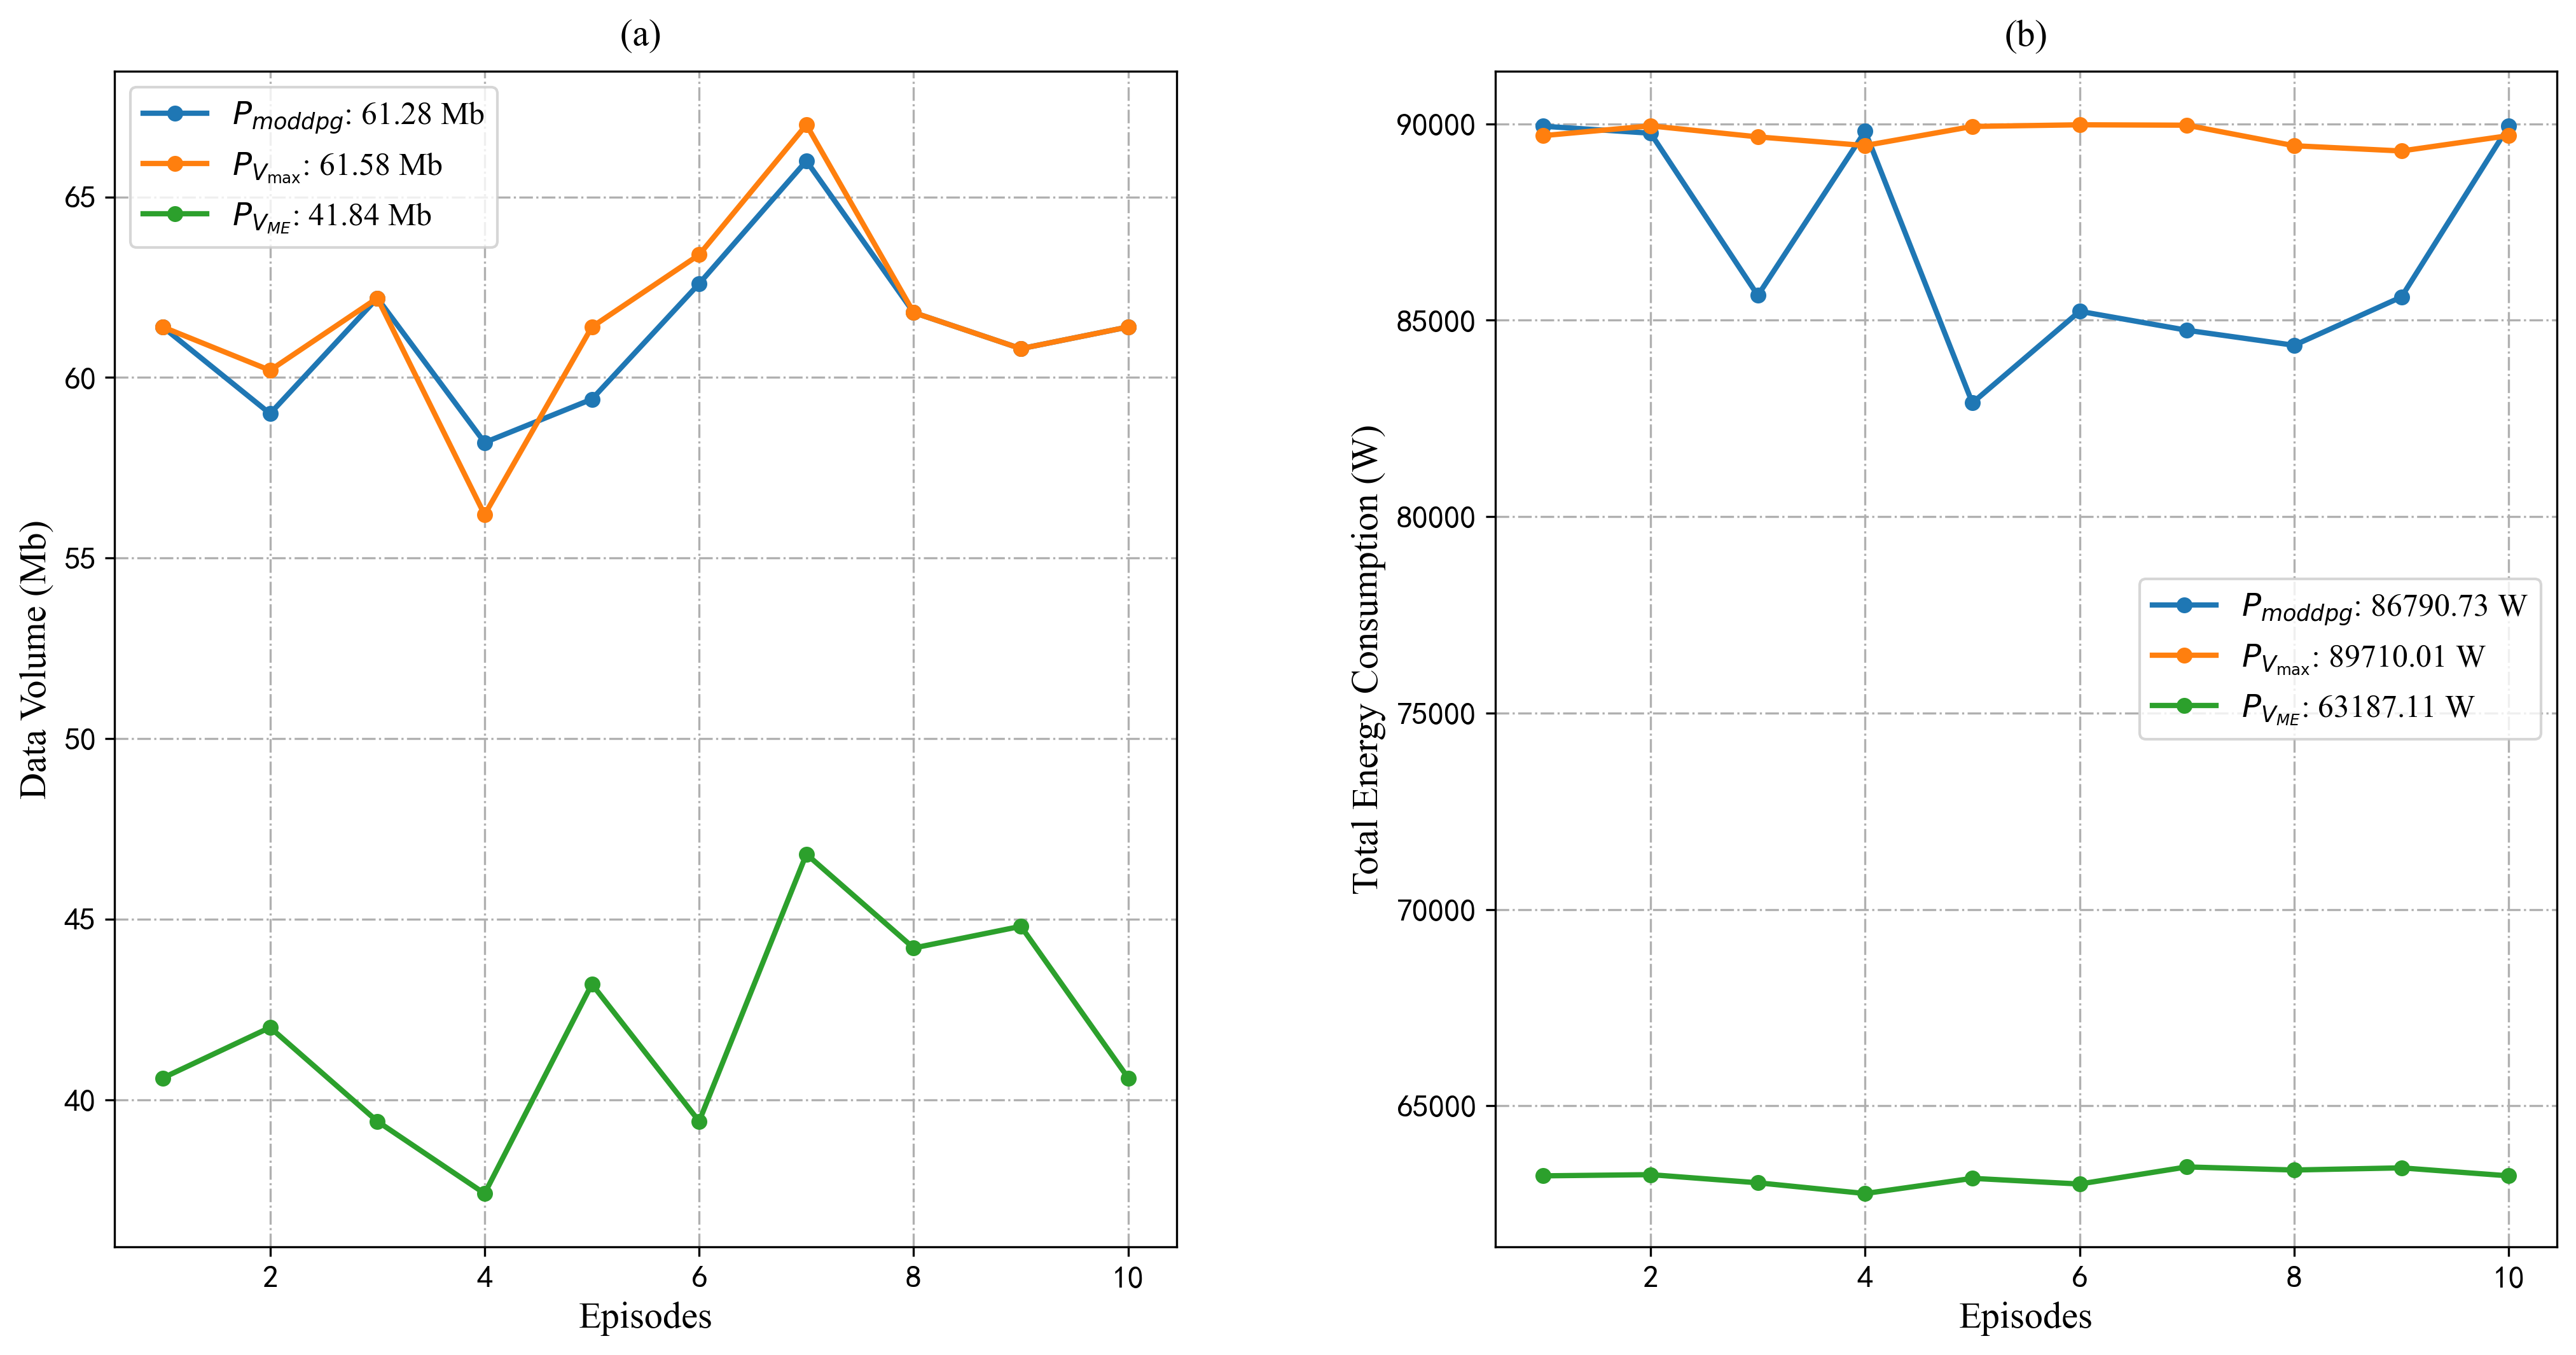 (a)
P_moddpg: 61.28 Mb
P_Vmax: 61.58 Mb
P_VME: 41.84 Mb
Data Volume (Mb)
65
60
55
50
45
40
2 4 6 8 10
Episodes
(b)
P_moddpg: 86790.73 W
P_Vmax: 89710.01 W
P_VME: 63187.11 W
Total Energy Consumption (W)
90000
85000
80000
75000
70000
65000
2 4 6 8 10
Episodes